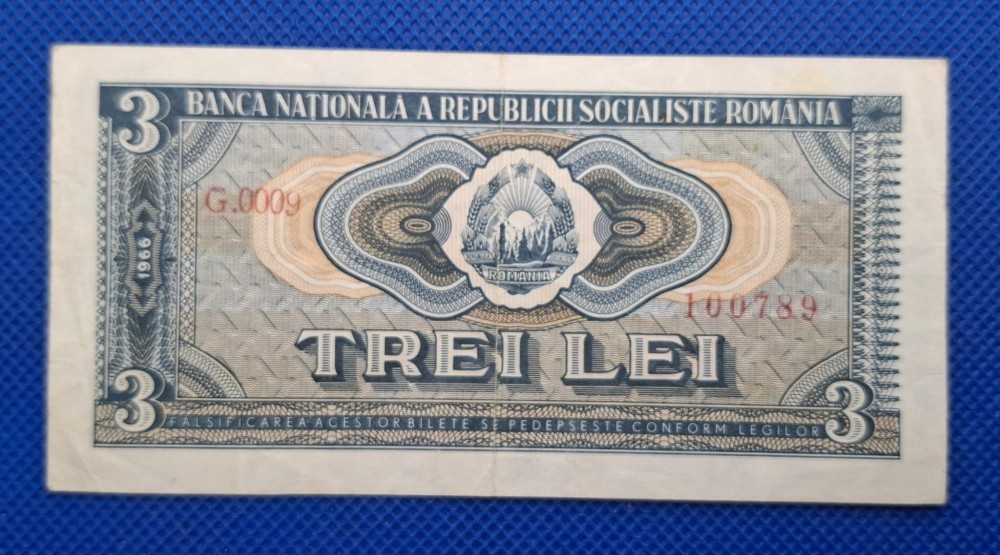 3 BANCA NAȚIONALĂ A REPUBLICII SOCIALISTE ROMÂNIA
G.0009
1966
ROMANIA
100789
TREI LEI
3 3
FALSIFICAREA ACESTOR BILETE SE PEDEPSEȘTE CONFORM LEGILOR